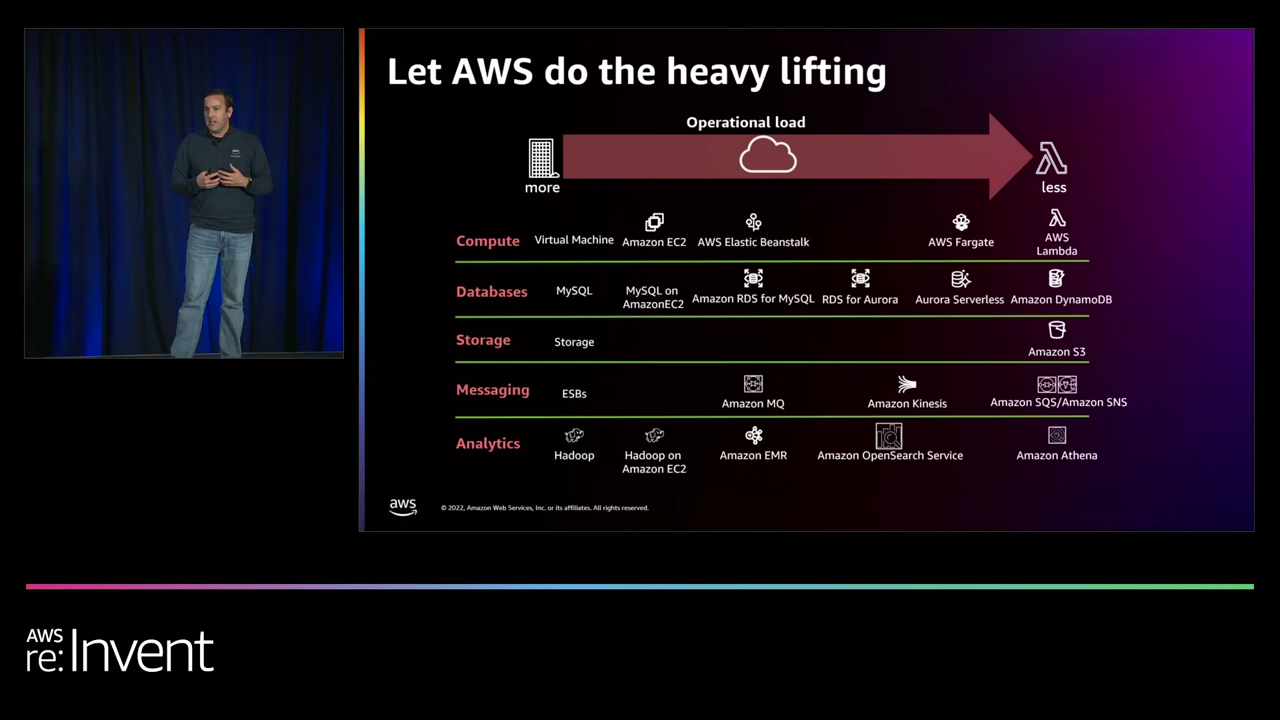 Let AWS do the heavy lifting
Operational load
more
less
Compute
Virtual Machine
Amazon EC2
AWS Elastic Beanstalk
AWS Fargate
AWS
Lambda
Databases
MySQL
MySQL on
AmazonEC2
Amazon RDS for MySQL
RDS for Aurora
Aurora Serverless
Amazon DynamoDB
Storage
Storage
Amazon S3
Messaging
ESBs
Amazon MQ
Amazon Kinesis
Amazon SQS/Amazon SNS
Analytics
Hadoop
Hadoop on
Amazon EC2
Amazon EMR
Amazon OpenSearch Service
Amazon Athena
aws
© 2022, Amazon Web Services, Inc. or its affiliates. All rights reserved.
AWS
re:Invent